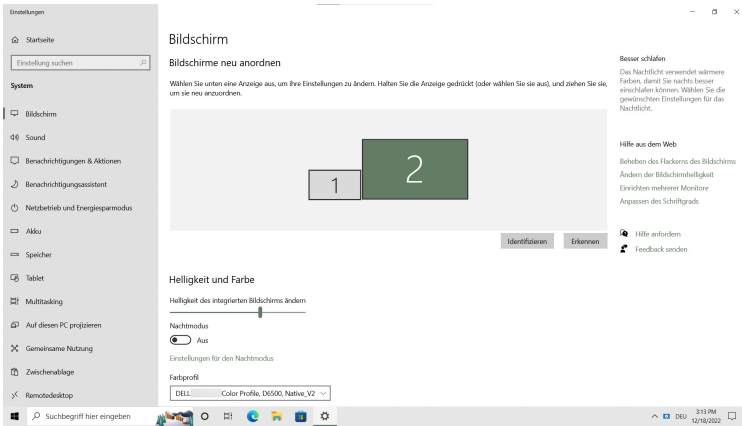 Einstellungen
Startseite
Einstellung suchen
System
Bildschirm
Sound
Benachrichtigungen & Aktionen
Benachrichtigungsassistent
Netzbetrieb und Energiesparmodus
Akku
Speicher
Tablet
Multitasking
Auf diesen PC projizieren
Gemeinsame Nutzung
Zwischenablage
Remotedesktop
Bildschirm
Bildschirme neu anordnen
Wählen Sie unten eine Anzeige aus, um ihre Einstellungen zu ändern. Halten Sie die Anzeige gedrückt (oder wählen Sie sie aus), und ziehen Sie sie,
um sie neu anzuordnen.
1
2
Identifizieren
Erkennen
Helligkeit und Farbe
Helligkeit des integrierten Bildschirms ändern
Nachtmodus
Aus
Einstellungen für den Nachtmodus
Farbprofil
DELL Color Profile, D6500, Native_V2
Besser schlafen
Das Nachtlicht verwendet wärmere
Farben, damit Sie nachts besser
einschlafen können. Wählen Sie die
gewünschten Einstellungen für das
Nachtlicht.
Hilfe aus dem Web
Beheben des Flackerns des Bildschirms
Ändern der Bildschirmhelligkeit
Einrichten mehrerer Monitore
Anpassen des Schriftgrads
Hilfe anfordern
Feedback senden
Suchbegriff hier eingeben
DEU
3:13 PM
12/18/2022